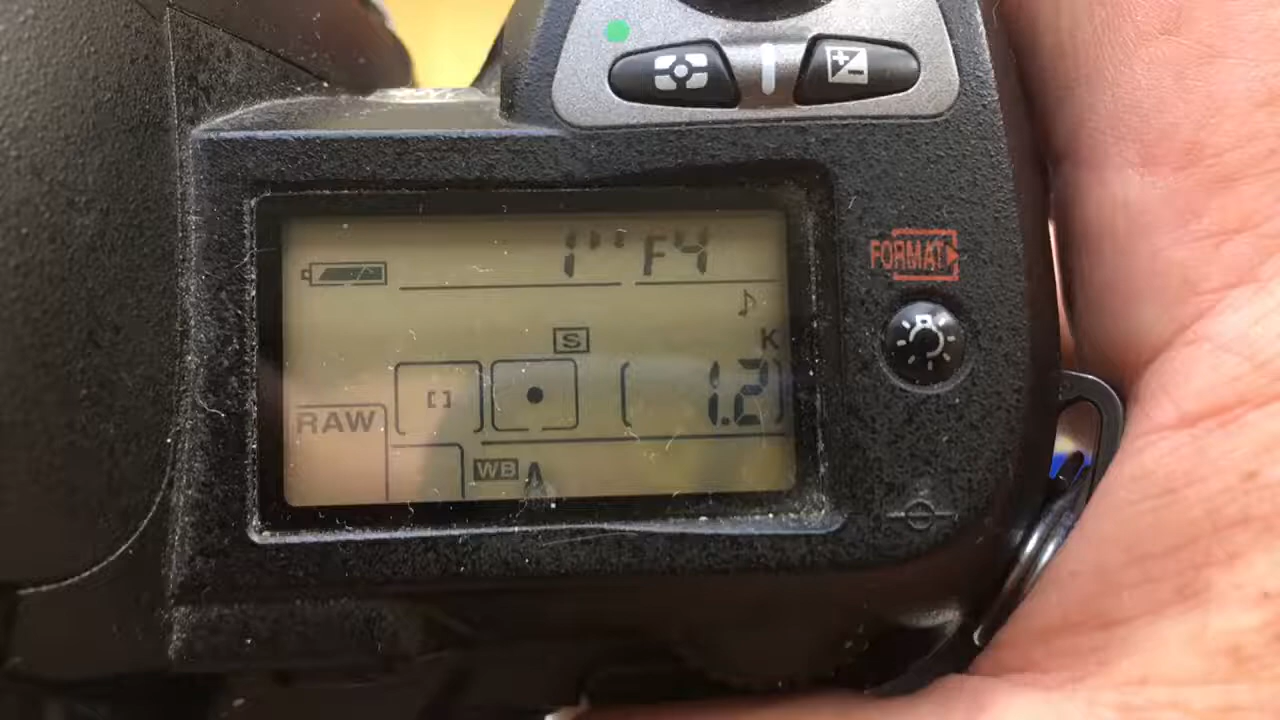 1" F4
FORMAT
S
K
[1.2]
RAW
WB A